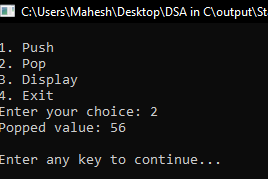 C:\Users\Mahesh\Desktop\DSA in C\output\St
1. Push
2. Pop
3. Display
4. Exit
Enter your choice: 2
Popped value: 56
Enter any key to continue...